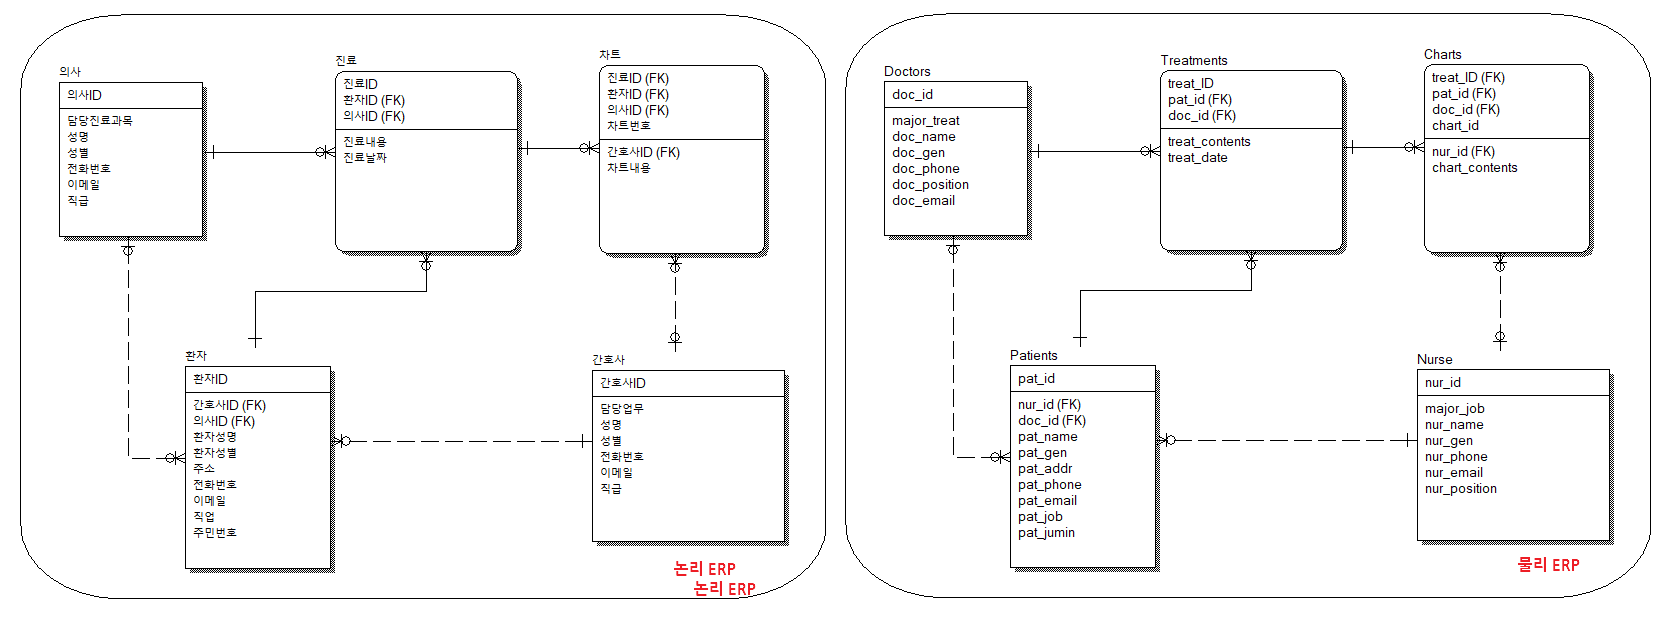 의사
의사ID
담당진료과목
성명
성별
전화번호
이메일
직급
진료
진료ID
환자ID (FK)
의사ID (FK)
진료내용
진료날짜
차트
진료ID (FK)
환자ID (FK)
의사ID (FK)
차트번호
간호사ID (FK)
차트내용
환자
환자ID
간호사ID (FK)
의사ID (FK)
환자성명
환자성별
주소
전화번호
이메일
직업
주민번호
간호사
간호사ID
담당업무
성명
성별
전화번호
이메일
직급
논리 ERP
논리 ERP
Doctors
doc_id
major_treat
doc_name
doc_gen
doc_phone
doc_position
doc_email
Treatments
treat_ID
pat_id (FK)
doc_id (FK)
treat_contents
treat_date
Charts
treat_ID (FK)
pat_id (FK)
doc_id (FK)
chart_id
nur_id (FK)
chart_contents
Patients
pat_id
nur_id (FK)
doc_id (FK)
pat_name
pat_gen
pat_addr
pat_phone
pat_email
pat_job
pat_jumin
Nurse
nur_id
major_job
nur_name
nur_gen
nur_phone
nur_email
nur_position
물리 ERP